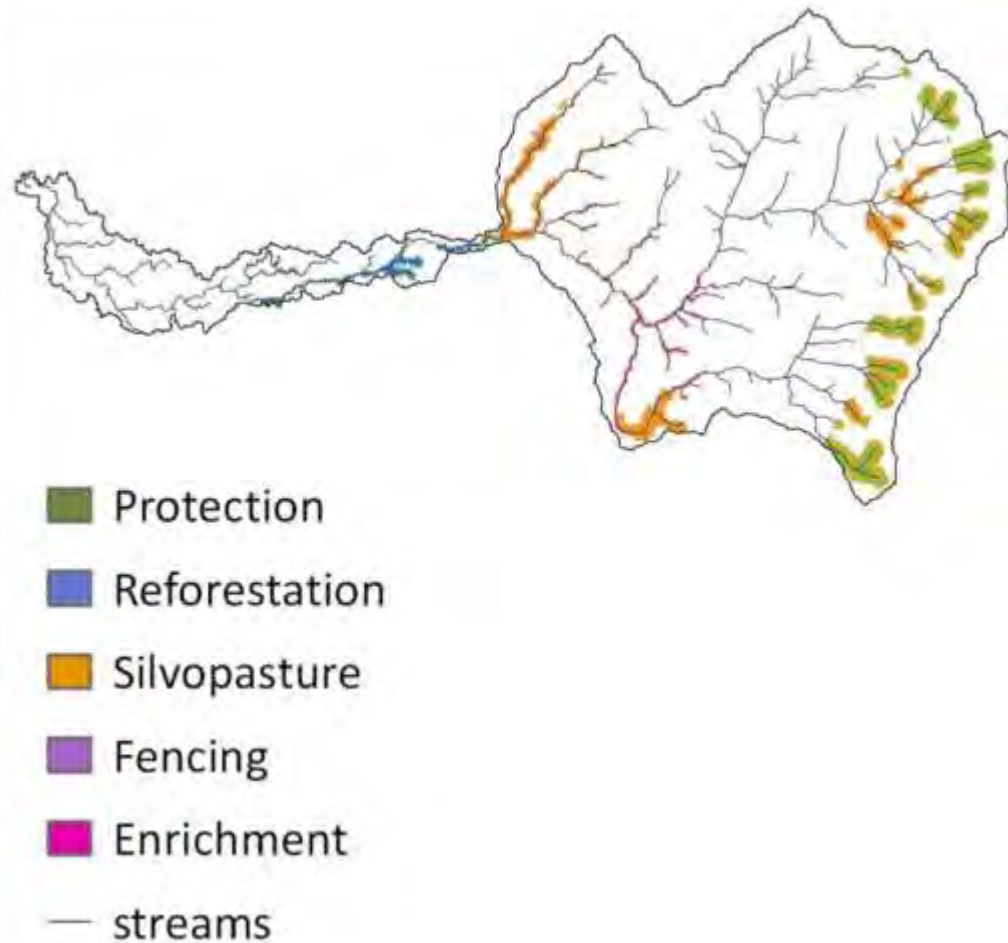 Protection
Reforestation
Silvopasture
Fencing
Enrichment
streams